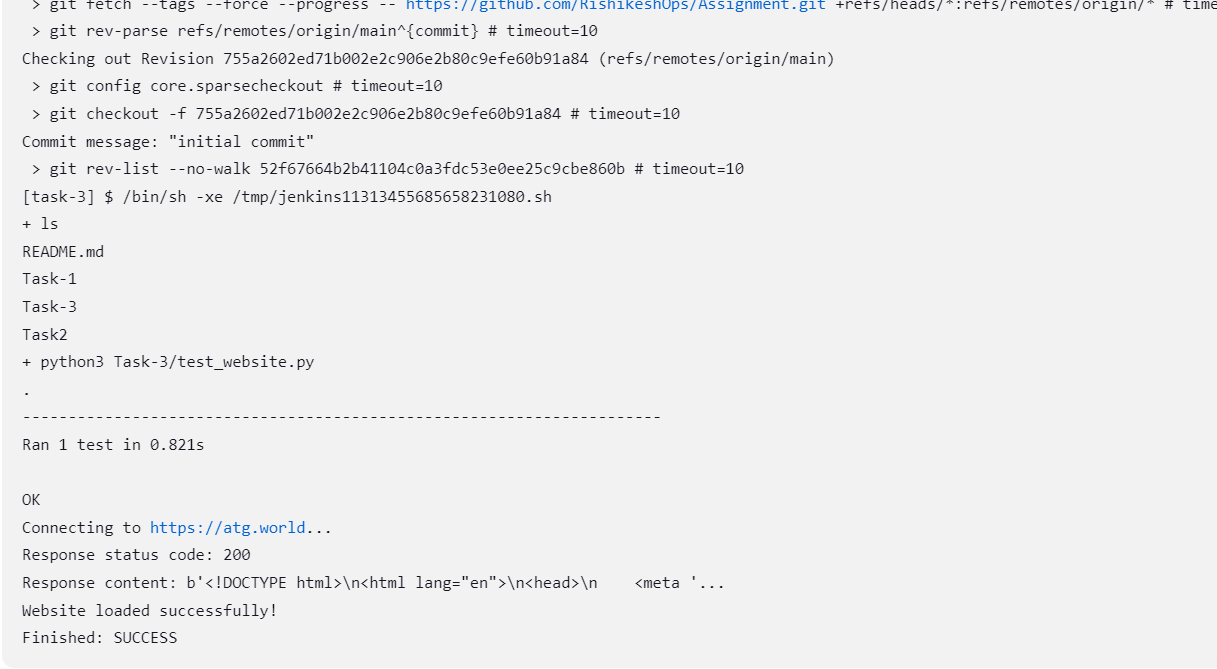 > git fetch --tags --force --progress -- https://github.com/RishikeshOps/Assignment.git +refs/heads/*:refs/remotes/origin/* # time
> git rev-parse refs/remotes/origin/main^{commit} # timeout=10
Checking out Revision 755a2602ed71b002e2c906e2b80c9efe60b91a84 (refs/remotes/origin/main)
> git config core.sparsecheckout # timeout=10
> git checkout -f 755a2602ed71b002e2c906e2b80c9efe60b91a84 # timeout=10
Commit message: "initial commit"
> git rev-list --no-walk 52f67664b2b41104c0a3fdc53e0ee25c9cbe860b # timeout=10
[task-3] $ /bin/sh -xe /tmp/jenkins11313455685658231080.sh
+ ls
README.md
Task-1
Task-3
Task2
+ python3 Task-3/test_website.py
.
----------------------------------------------------------------------
Ran 1 test in 0.821s
OK
Connecting to https://atg.world...
Response status code: 200
Response content: b'<!DOCTYPE html>\n<html lang="en">\n<head>\n    <meta '...
Website loaded successfully!
Finished: SUCCESS